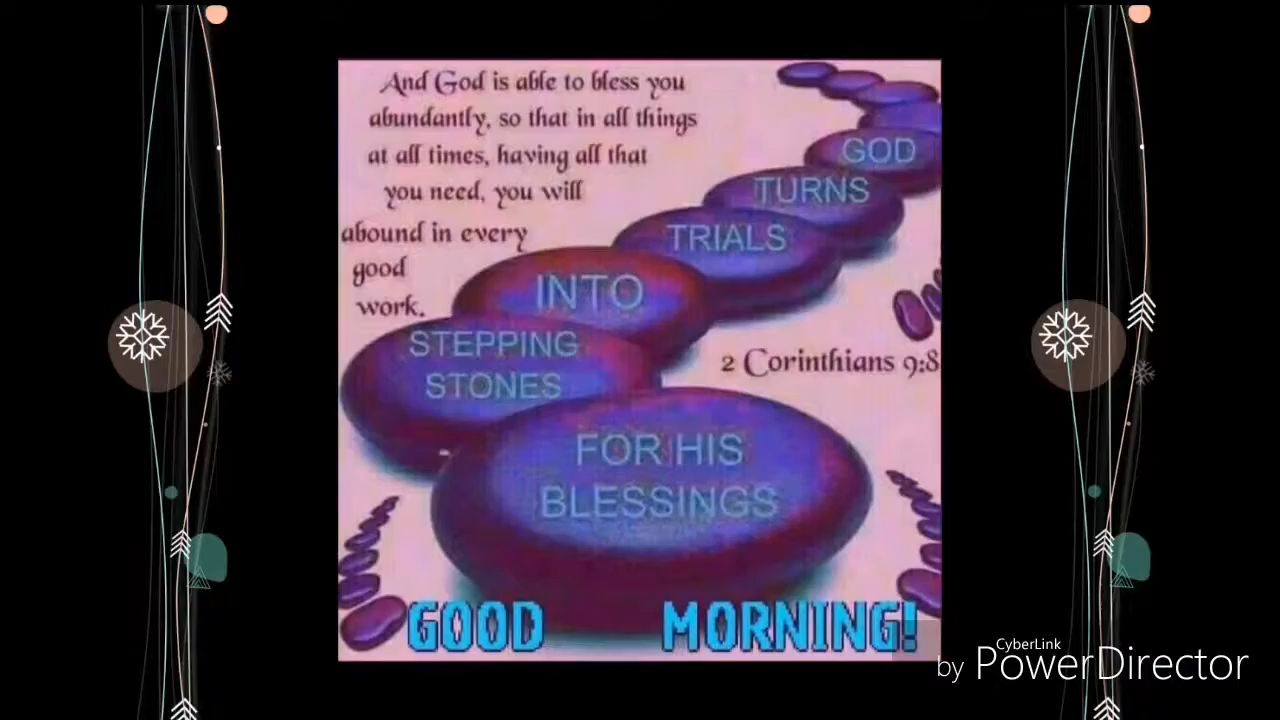 And God is able to bless you
abundantly, so that in all things
at all times, having all that
you need, you will
abound in every
good
work.
2 Corinthians 9:8
GOD
TURNS
TRIALS
INTO
STEPPING
STONES
FOR HIS
BLESSINGS
GOOD MORNING!
CyberLink
by PowerDirector